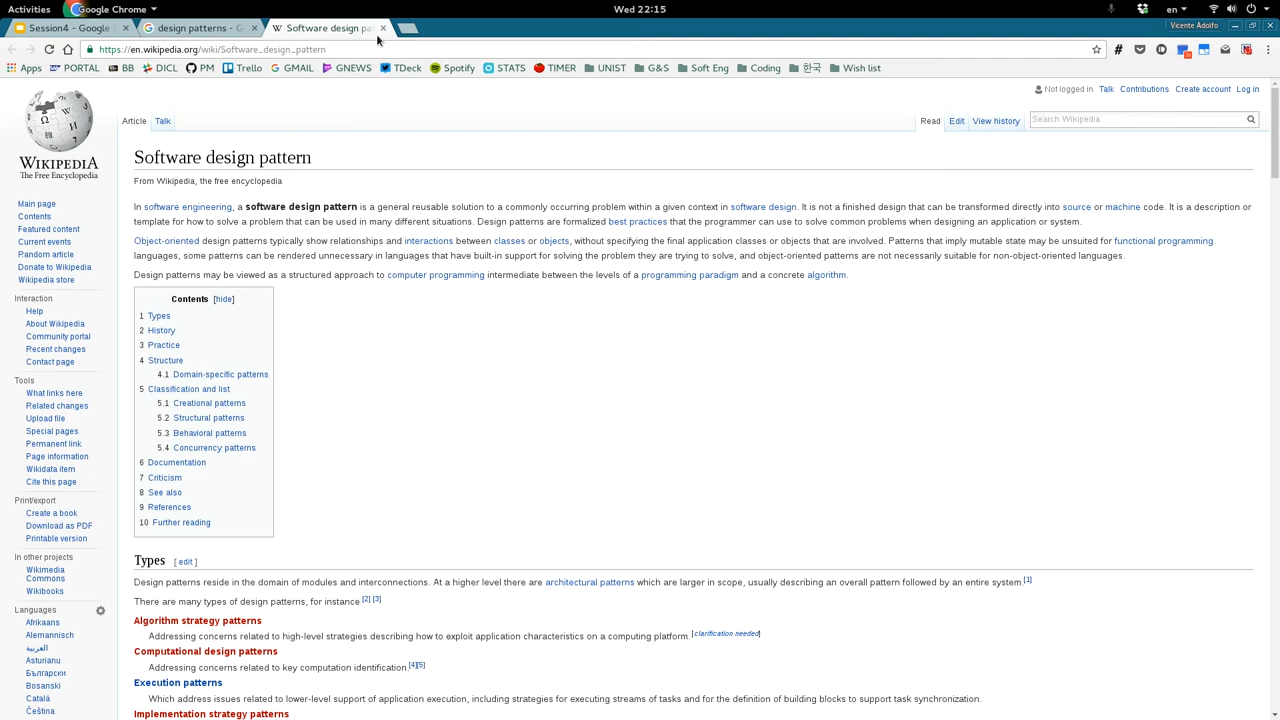 Activities Google Chrome Wed 22:15 en
Session4 - Google design patterns - G Software design pa Vicente Adolfo
https://en.wikipedia.org/wiki/Software_design_pattern
Apps PORTAL BB DICL PM Trello GMAIL GNEWS TDeck Spotify STATS TIMER UNIST G&S Soft Eng Coding 한국 Wish list
Not logged in Talk Contributions Create account Log in
Article Talk Read Edit View history Search Wikipedia
WIKIPEDIA
The Free Encyclopedia
Main page
Contents
Featured content
Current events
Random article
Donate to Wikipedia
Wikipedia store
Interaction
Help
About Wikipedia
Community portal
Recent changes
Contact page
Tools
What links here
Related changes
Upload file
Special pages
Permanent link
Page information
Wikidata item
Cite this page
Print/export
Create a book
Download as PDF
Printable version
In other projects
Wikimedia
Commons
Wikibooks
Languages
Afrikaans
Alemannisch
العربية
Asturianu
Bosanski
Català
Čeština
Software design pattern
From Wikipedia, the free encyclopedia
In software engineering, a software design pattern is a general reusable solution to a commonly occurring problem within a given context in software design. It is not a finished design that can be transformed directly into source or machine code. It is a description or
template for how to solve a problem that can be used in many different situations. Design patterns are formalized best practices that the programmer can use to solve common problems when designing an application or system.
Object-oriented design patterns typically show relationships and interactions between classes or objects, without specifying the final application classes or objects that are involved. Patterns that imply mutable state may be unsuited for functional programming
languages, some patterns can be rendered unnecessary in languages that have built-in support for solving the problem they are trying to solve, and object-oriented patterns are not necessarily suitable for non-object-oriented languages.
Design patterns may be viewed as a structured approach to computer programming intermediate between the levels of a programming paradigm and a concrete algorithm.
Contents [hide]
1 Types
2 History
3 Practice
4 Structure
4.1 Domain-specific patterns
5 Classification and list
5.1 Creational patterns
5.2 Structural patterns
5.3 Behavioral patterns
5.4 Concurrency patterns
6 Documentation
7 Criticism
8 See also
9 References
10 Further reading
Types [ edit ]
Design patterns reside in the domain of modules and interconnections. At a higher level there are architectural patterns which are larger in scope, usually describing an overall pattern followed by an entire system.[1]
There are many types of design patterns, for instance [2] [3]
Algorithm strategy patterns
Addressing concerns related to high-level strategies describing how to exploit application characteristics on a computing platform.[clarification needed]
Computational design patterns
Addressing concerns related to key computation identification.[4][5]
Execution patterns
Which address issues related to lower-level support of application execution, including strategies for executing streams of tasks and for the definition of building blocks to support task synchronization.
Implementation strategy patterns